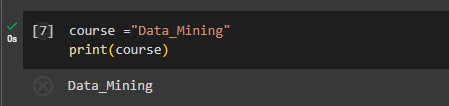 [7] course ="Data_Mining"
print(course)
0s
Data_Mining